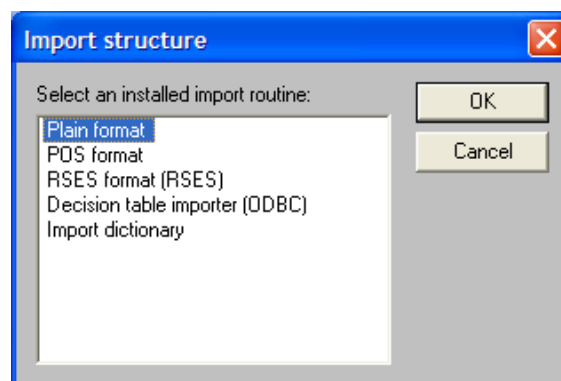 Import structure
Select an installed import routine:
OK
Plain format
POS format
Cancel
RSES format (RSES)
Decision table importer (ODBC)
Import dictionary